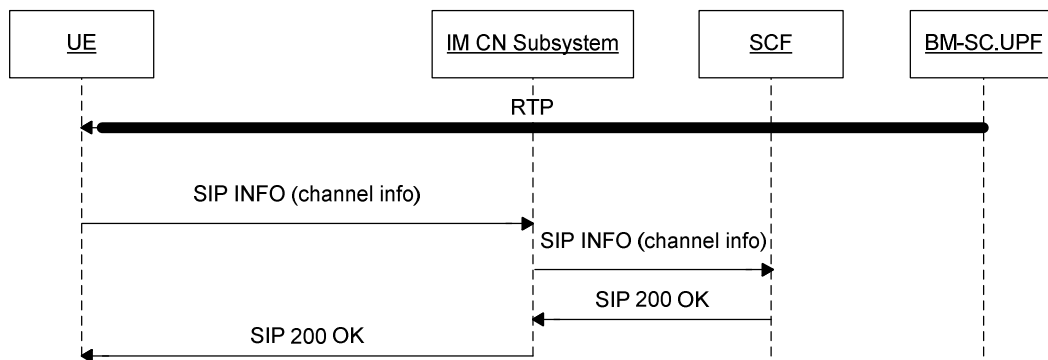 UE
IM CN Subsystem
SCF
BM-SC.UPF
RTP
SIP INFO (channel info)
SIP INFO (channel info)
SIP 200 OK
SIP 200 OK